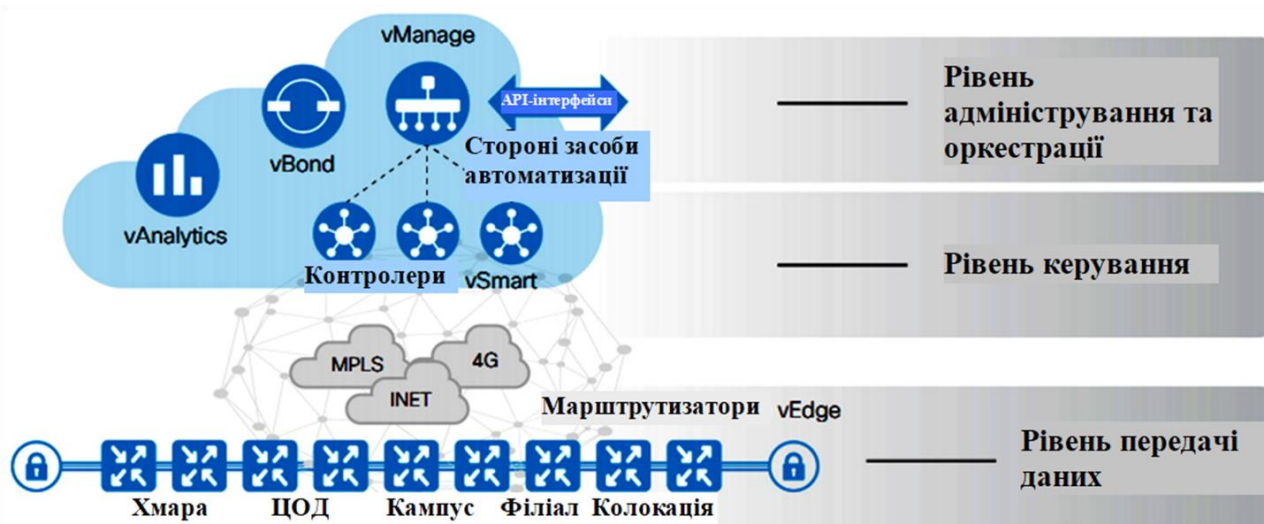 vManage
API-інтерфейси
vBond
Стороні засоби
автоматизації
vAnalytics
Контролери
vSmart
Рівень
адміністрування та
оркестрації
Рівень керування
MPLS
4G
INET
Марштрутизатори vEdge
Рівень передачі
даних
Хмара
ЦОД
Кампус
Філіал
Колокація